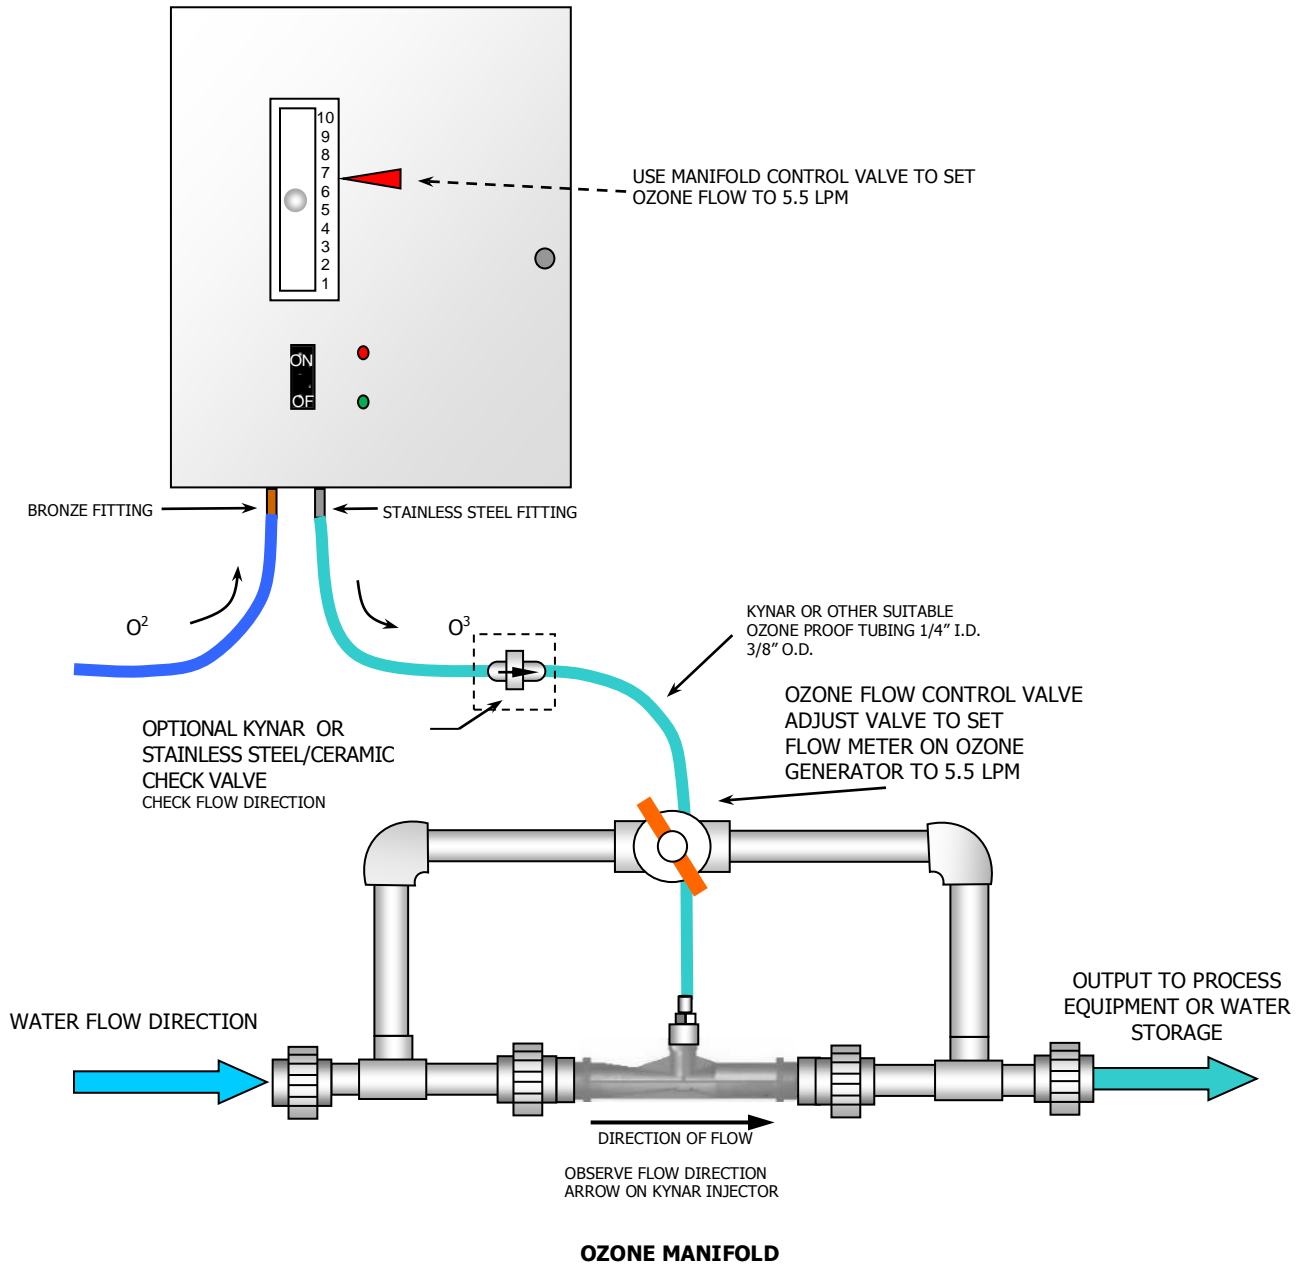 10
9
8
7
6
5
4
3
2
1
USE MANIFOLD CONTROL VALVE TO SET
OZONE FLOW TO 5.5 LPM
ON
OF
BRONZE FITTING
STAINLESS STEEL FITTING
O²
O³
KYNAR OR OTHER SUITABLE
OZONE PROOF TUBING 1/4” I.D.
3/8” O.D.
OZONE FLOW CONTROL VALVE
ADJUST VALVE TO SET
FLOW METER ON OZONE
GENERATOR TO 5.5 LPM
OPTIONAL KYNAR OR
STAINLESS STEEL/CERAMIC
CHECK VALVE
CHECK FLOW DIRECTION
WATER FLOW DIRECTION
OUTPUT TO PROCESS
EQUIPMENT OR WATER
STORAGE
DIRECTION OF FLOW
OBSERVE FLOW DIRECTION
ARROW ON KYNAR INJECTOR
OZONE MANIFOLD